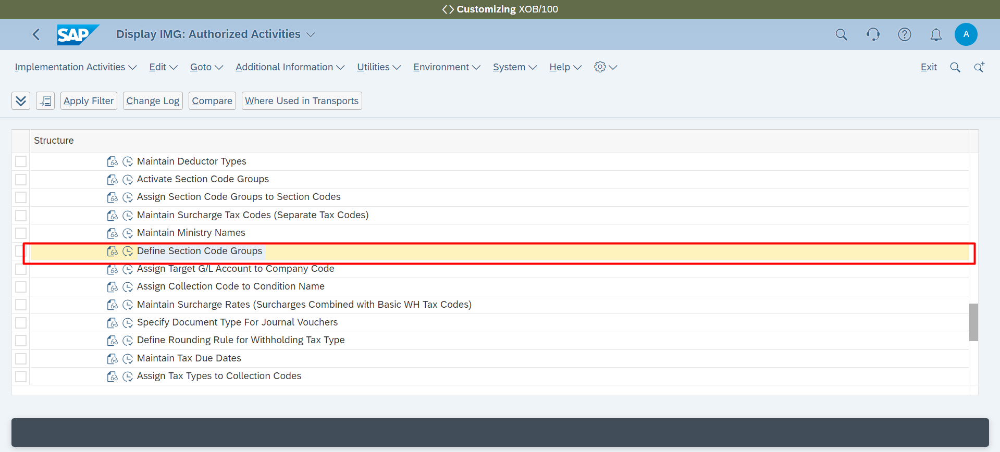 Customizing XOB/100
SAP Display IMG: Authorized Activities A
Implementation Activities Edit Goto Additional Information Utilities Environment System Help Exit
Apply Filter Change Log Compare Where Used in Transports
Structure
Maintain Deductor Types
Activate Section Code Groups
Assign Section Code Groups to Section Codes
Maintain Surcharge Tax Codes (Separate Tax Codes)
Maintain Ministry Names
Define Section Code Groups
Assign Target G/L Account to Company Code
Assign Collection Code to Condition Name
Maintain Surcharge Rates (Surcharges Combined with Basic WH Tax Codes)
Specify Document Type For Journal Vouchers
Define Rounding Rule for Withholding Tax Type
Maintain Tax Due Dates
Assign Tax Types to Collection Codes